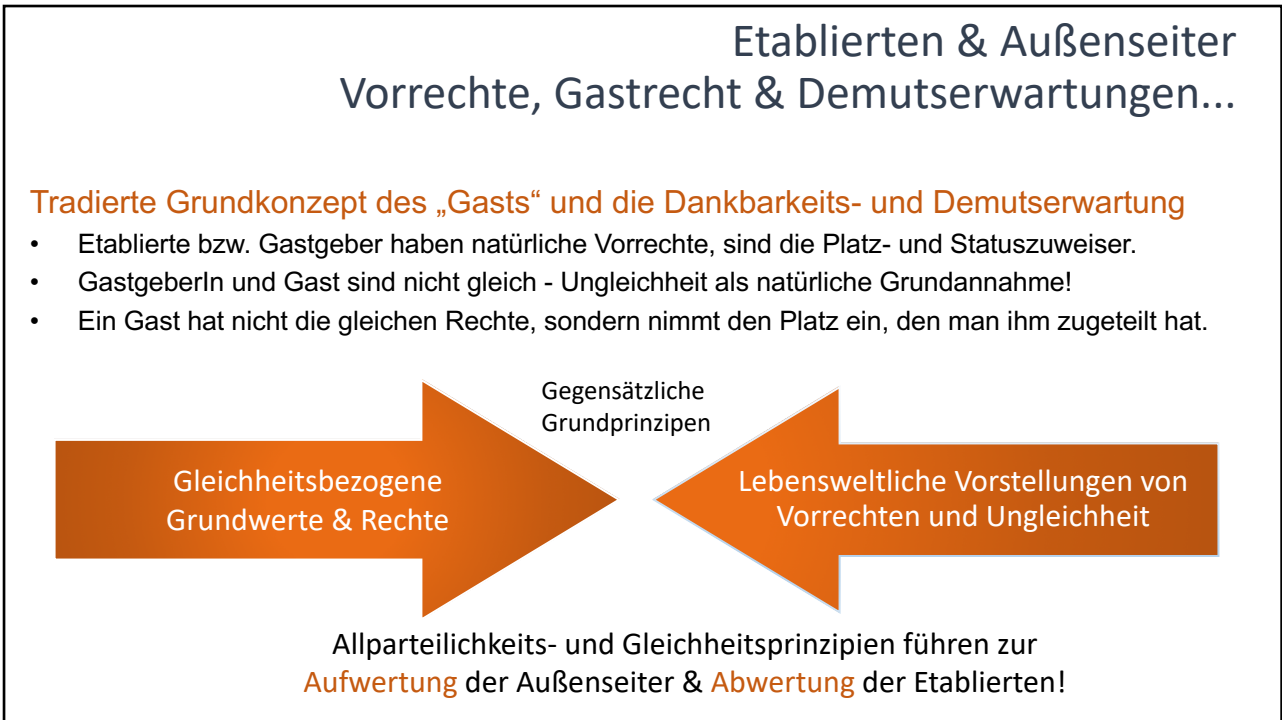 Etablierten & Außenseiter
Vorrechte, Gastrecht & Demutserwartungen...
Tradierte Grundkonzept des „Gasts“ und die Dankbarkeits- und Demutserwartung
• Etablierte bzw. Gastgeber haben natürliche Vorrechte, sind die Platz- und Statuszuweiser.
• GastgeberIn und Gast sind nicht gleich - Ungleichheit als natürliche Grundannahme!
• Ein Gast hat nicht die gleichen Rechte, sondern nimmt den Platz ein, den man ihm zugeteilt hat.
Gegensätzliche
Grundprinzipen
Gleichheitsbezogene
Grundwerte & Rechte
Lebensweltliche Vorstellungen von
Vorrechten und Ungleichheit
Allparteilichkeits- und Gleichheitsprinzipien führen zur
Aufwertung der Außenseiter & Abwertung der Etablierten!